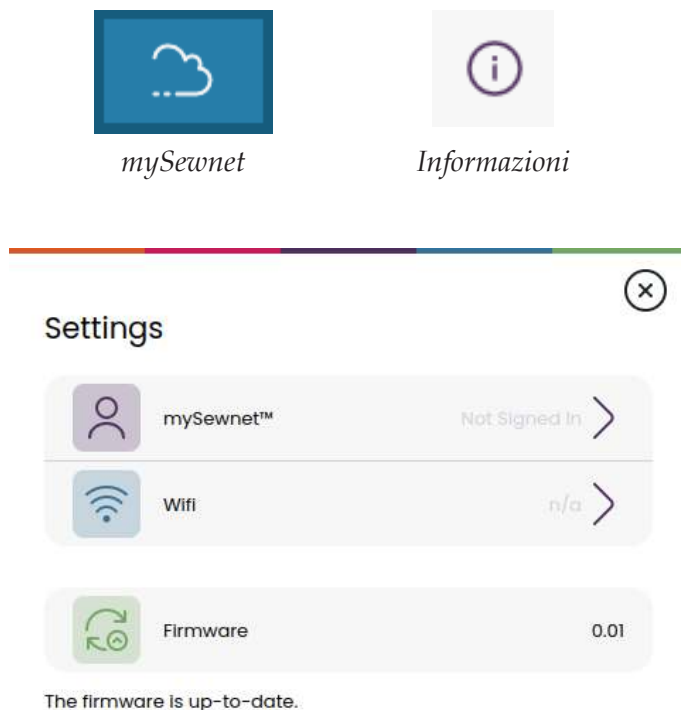 mySewnet
Informazioni
Settings
mySewnet™ Not Signed In
Wifi n/a
Firmware 0.01
The firmware is up-to-date.